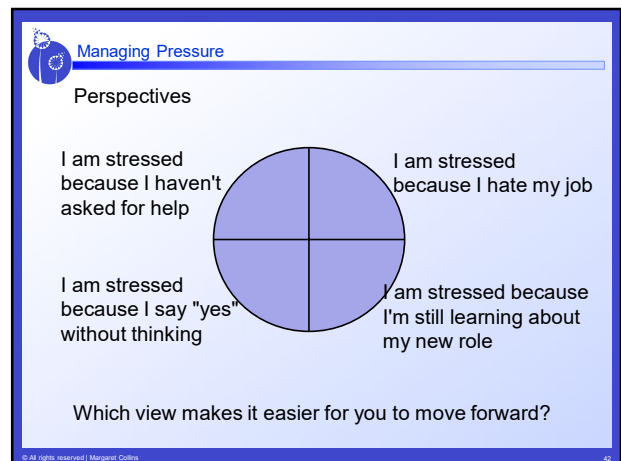 Managing Pressure
Perspectives
I am stressed
because I haven't
asked for help
I am stressed
because I hate my job
I am stressed
because I say "yes"
without thinking
I am stressed because
I'm still learning about
my new role
Which view makes it easier for you to move forward?
© All rights reserved | Margaret Collins
42